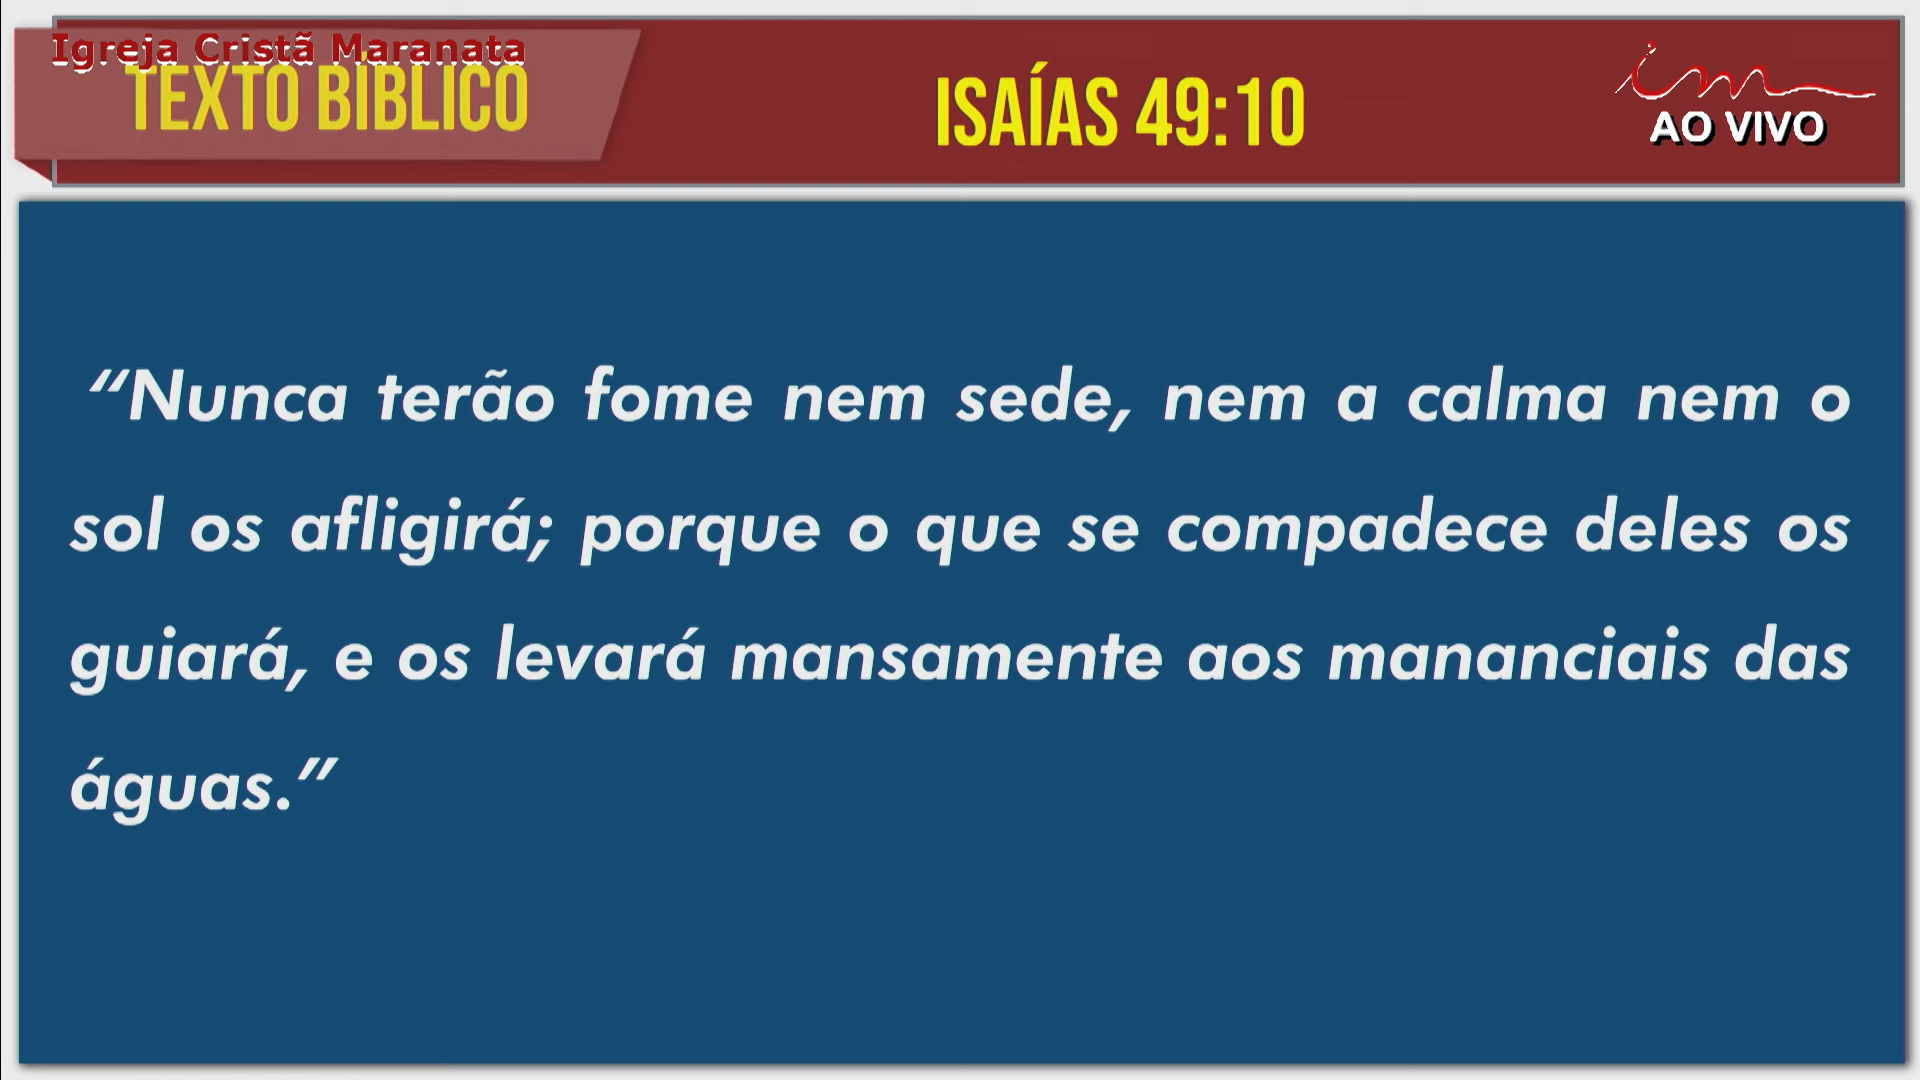 Igreja Cristã Maranata
TEXTO BÍBLICO
ISAÍAS 49:10
im
AO VIVO
“Nunca terão fome nem sede, nem a calma nem o
sol os afligirá; porque o que se compadece deles os
guiará, e os levará mansamente aos mananciais das
águas.”